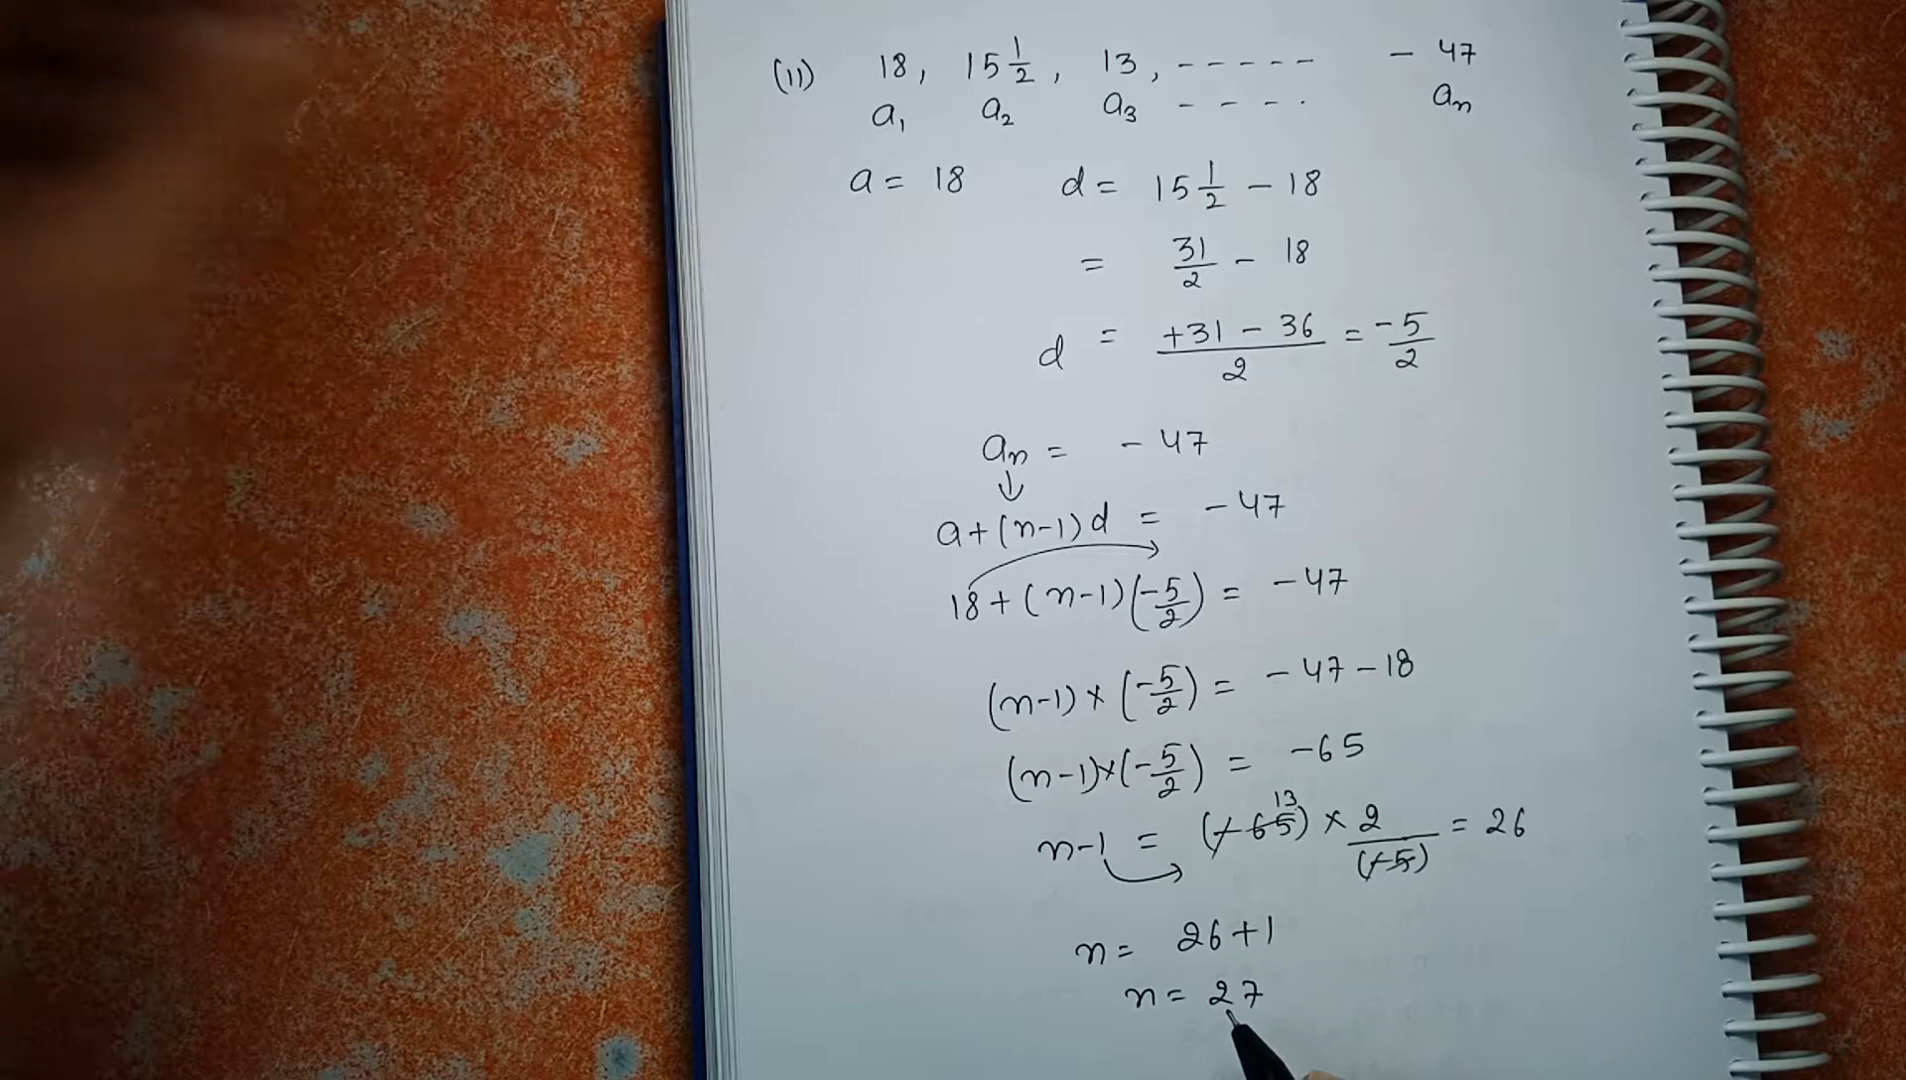 (11) 18, 15 1/2, 13, ----- - 47
a₁ a₂ a₃ - - - . aₙ
a = 18 d = 15 1/2 - 18
= 31/2 - 18
d = (+31 - 36)/2 = -5/2
aₙ = - 47
↓
a+(n-1)d = - 47
18+(n-1)(-5/2) = - 47
(n-1)×(-5/2) = - 47 - 18
(n-1)×(-5/2) = -65
13
n-1 = (-65) × 2/(-5) = 26
n = 26+1
n = 27